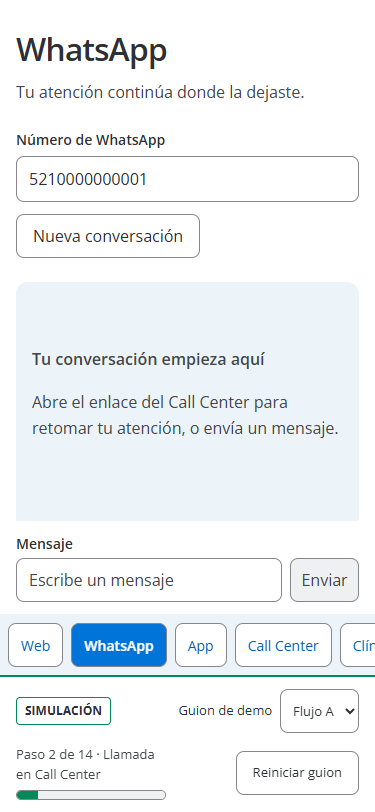 WhatsApp
Tu atención continúa donde la dejaste.
Número de WhatsApp
5210000000001
Nueva conversación
Tu conversación empieza aquí
Abre el enlace del Call Center para
retomar tu atención, o envía un mensaje.
Mensaje
Escribe un mensaje
Enviar
Web
WhatsApp
App
Call Center
Clín
SIMULACIÓN
Guion de demo
Flujo A
Paso 2 de 14 · Llamada
en Call Center
Reiniciar guion